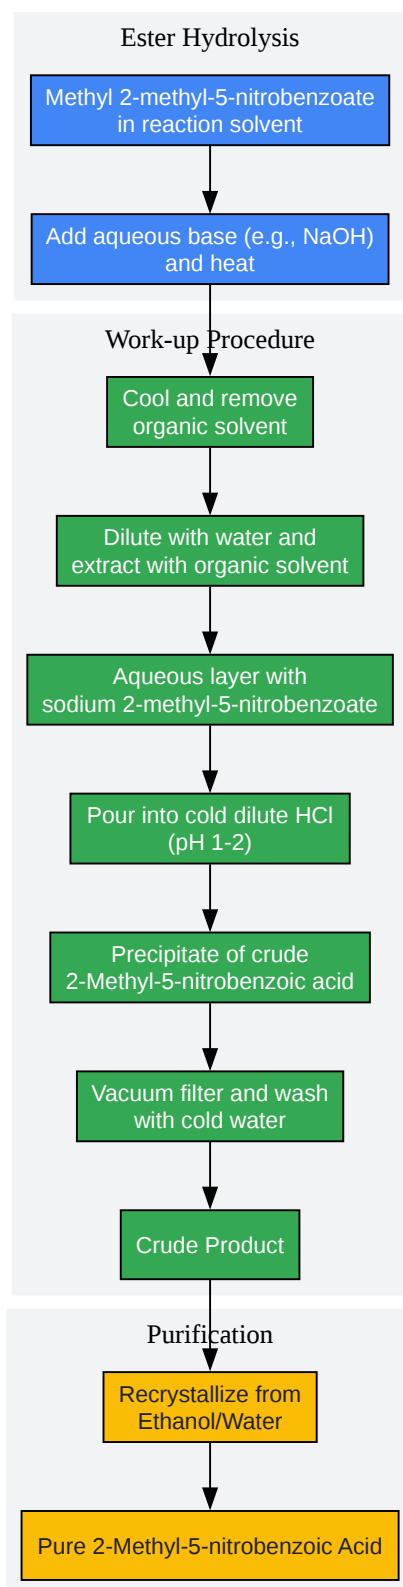 Ester Hydrolysis
Methyl 2-methyl-5-nitrobenzoate
in reaction solvent
Add aqueous base (e.g., NaOH)
and heat
Work-up Procedure
Cool and remove
organic solvent
Dilute with water and
extract with organic solvent
Aqueous layer with
sodium 2-methyl-5-nitrobenzoate
Pour into cold dilute HCl
(pH 1-2)
Precipitate of crude
2-Methyl-5-nitrobenzoic acid
Vacuum filter and wash
with cold water
Crude Product
Purification
Recrystallize from
Ethanol/Water
Pure 2-Methyl-5-nitrobenzoic Acid